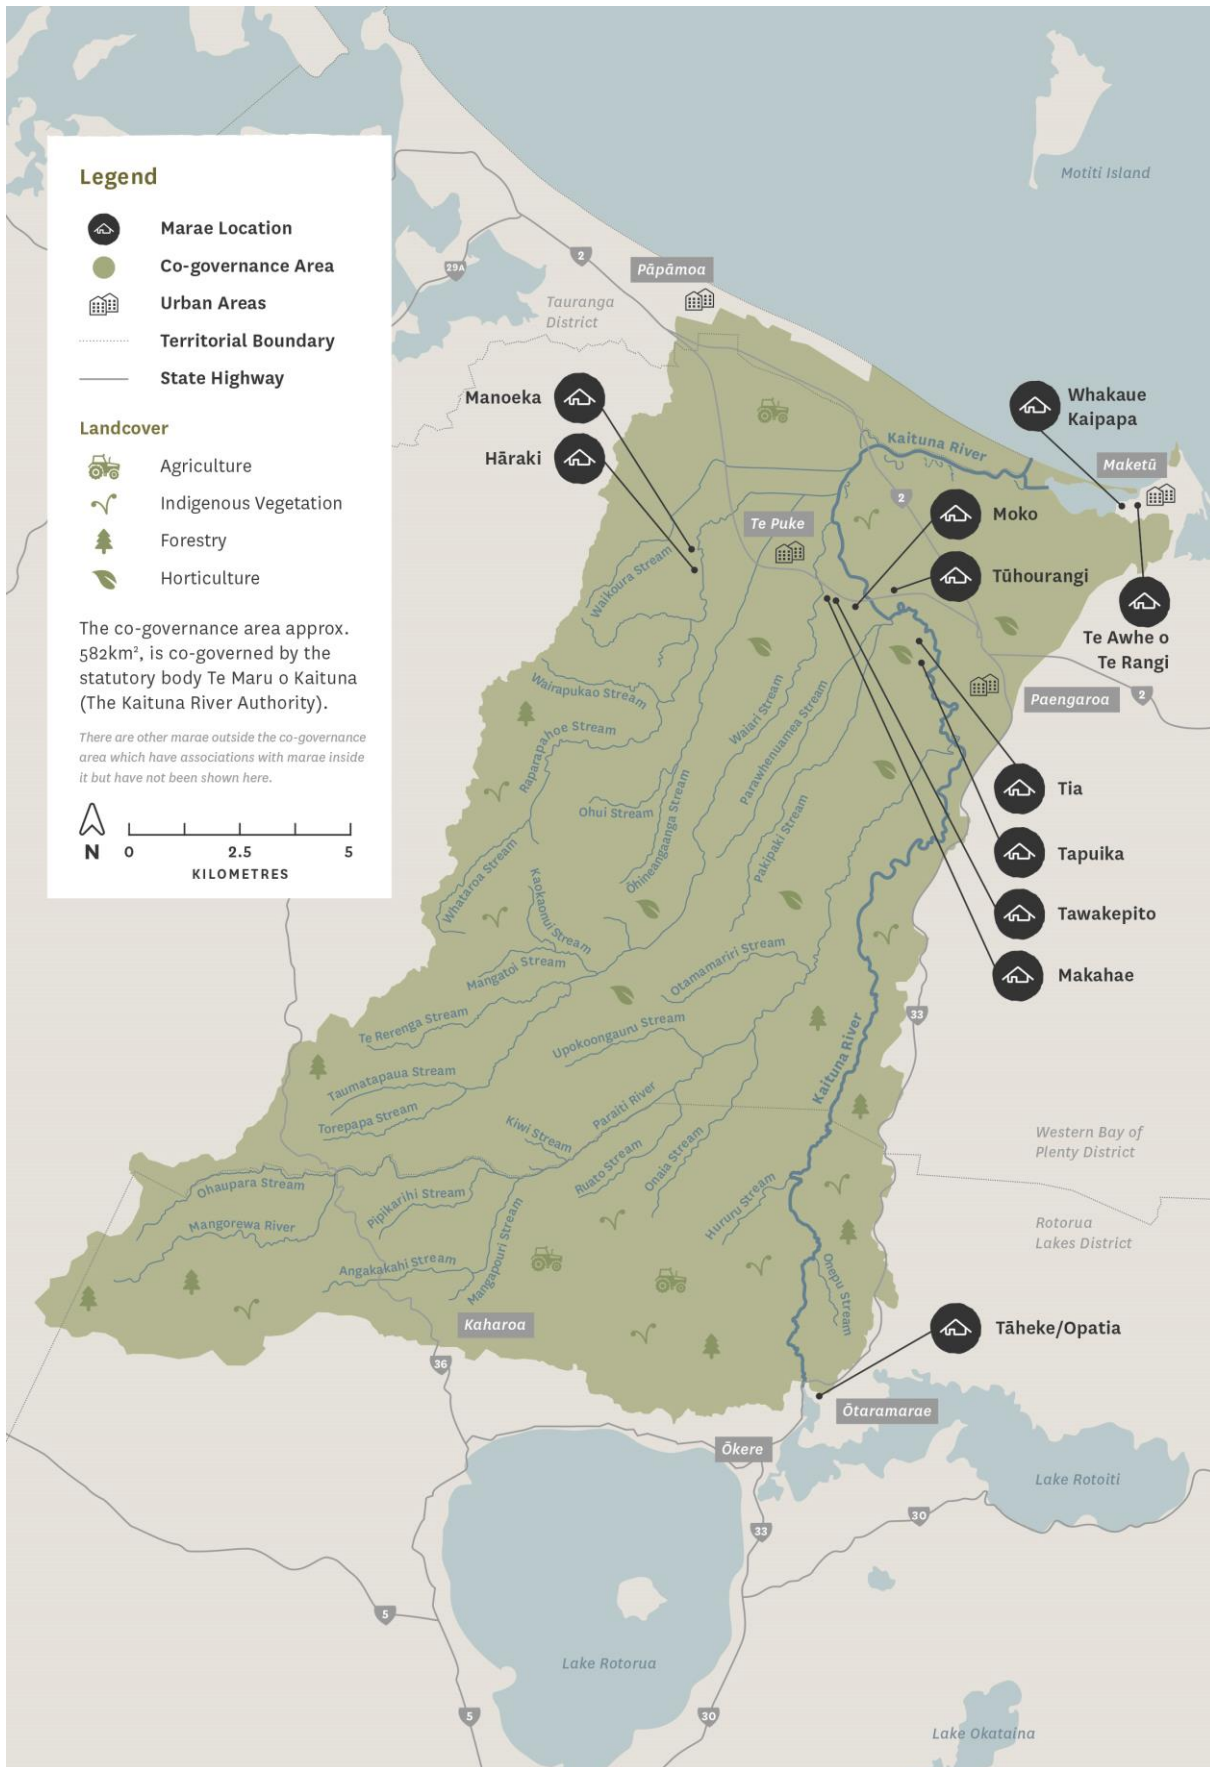 Legend
Marae Location
Co-governance Area
Urban Areas
Territorial Boundary
State Highway
Landcover
Agriculture
Indigenous Vegetation
Forestry
Horticulture
The co-governance area approx.
582km², is co-governed by the
statutory body Te Maru o Kaituna
(The Kaituna River Authority).
There are other marae outside the co-governance
area which have associations with marae inside
it but have not been shown here.
N
0
2.5
5
KILOMETRES
Motiti Island
29A
2
Pāpāmoa
Tauranga
District
Manoeka
Hāraki
Whakaue
Kaipapa
Kaituna River
Maketū
2
Moko
Te Puke
Tūhourangi
Te Awhe o
Te Rangi
Paengaroa
2
Waikoura Stream
Wairapukao Stream
Raparapahoe Stream
Waiari Stream
Parawhenuamea Stream
Ohui Stream
Ōhineangaanga Stream
Pakipaki Stream
Tia
Tapuika
Tawakepito
Makahae
Whataroa Stream
Kaokaonui Stream
Mangatoi Stream
Otamamariri Stream
Te Rerenga Stream
Upokoongauru Stream
33
Kaituna River
Taumatapaua Stream
Torepapa Stream
Kiwi Stream
Paraiti River
Ruato Stream
Onaia Stream
Western Bay of
Plenty District
Ohaupara Stream
Pipikarihi Stream
Mangorewa River
Hururu Stream
Rotorua
Lakes District
Angakakahi Stream
Mangapouri Stream
Onepu Stream
Kaharoa
Tāheke/Opatia
36
Ōtaramarae
Ōkere
Lake Rotoiti
33
30
5
Lake Rotorua
5
30
Lake Okataina